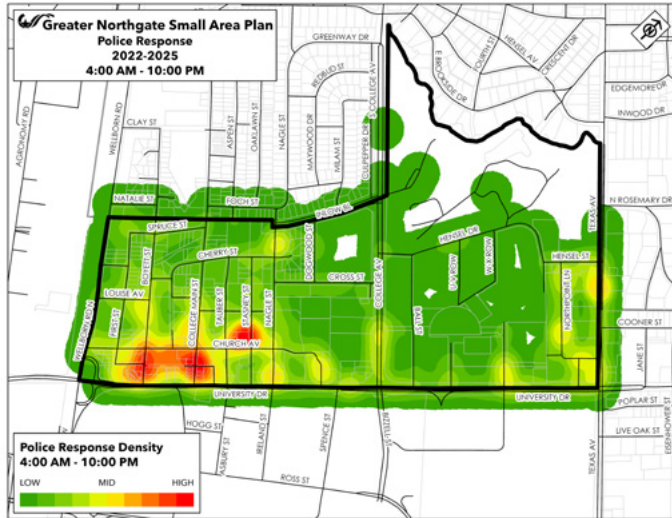 Greater Northgate Small Area Plan
Police Response
2022-2025
4:00 AM - 10:00 PM
GREENWAY DR
REDBUD ST
S COLLEGE AV
E BROOKSIDE DR
FOURTH ST
HENSEL AV
CRESCENT DR
EDGEMORE DR
INWOOD DR
AGRONOMY RD
WELLBORN RD
CLAY ST
ASPEN ST
OAKLAWN ST
NAGLE ST
MAYWOOD DR
MILAM ST
CULPEPPER DR
NATALIE ST
FOCH ST
INLOW BL
TEXAS AV
N ROSEMARY DR
SPRUCE ST
BOYETT ST
CHERRY ST
DOGWOOD ST
HENSEL DR
HENSEL ST
CROSS ST
COLLEGE AV
NORTHPOINT LN
LOUISE AV
FIRST ST
COLLEGE MAIN ST
TAUBER ST
STASNEY ST
NAGLE ST
WELLBORN RD N
CHURCH AV
COONER ST
JANE ST
UNIVERSITY DR
UNIVERSITY DR
POPLAR ST
LIVE OAK ST
EISENHOWER ST
HOGG ST
ASBURY ST
IRELAND ST
SPENCE ST
BIZZELL ST
TEXAS AV
ROSS ST
Police Response Density
4:00 AM - 10:00 PM
LOW MID HIGH